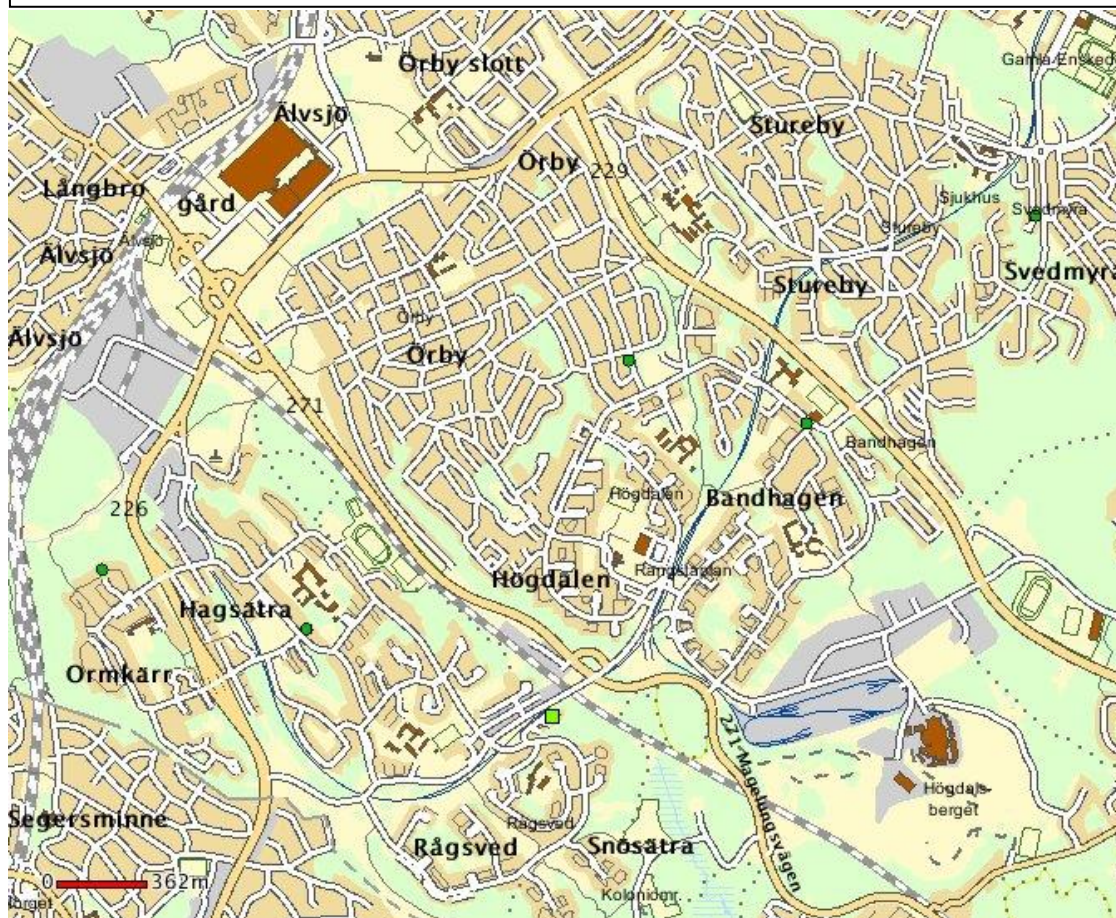 Örby slott
Gamla Enskede
Älvsjö
Stureby
Örby
229
Långbro
gård
Sjukhus
Svedmyra
Stureby
Älvsjö
Älvsjö
Svedmyra
Stureby
Örby
Älvsjö
Örby
271
Bandhagen
Högdalen
Bandhagen
226
Högdalen
Rangstaplan
Hagsätra
Ormkärr
221 Magelungsvägen
Högdals-
berget
Segersminne
Rågsved
Rågsved
Snösätra
0 362m
Koloniomr.